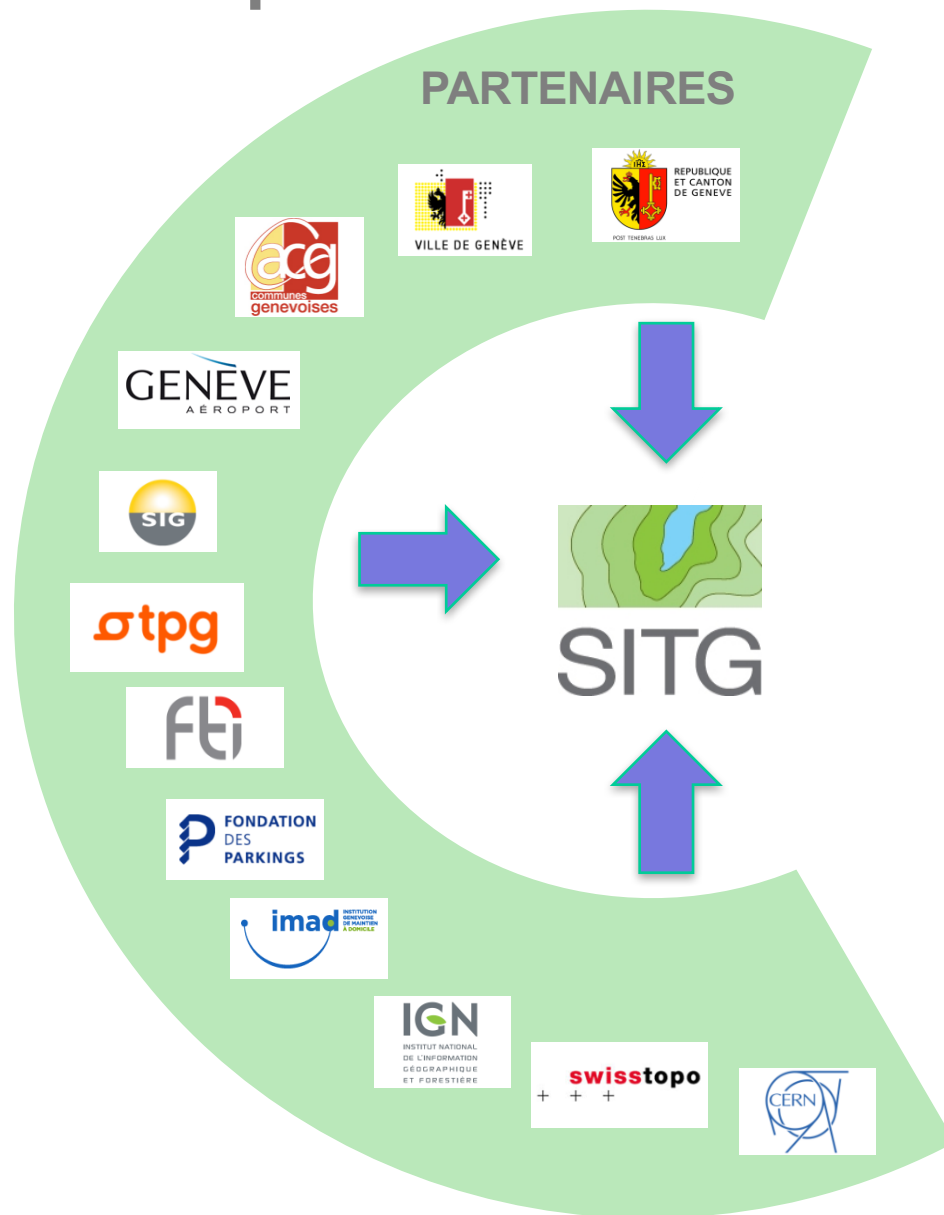 PARTENAIRES
REPUBLIQUE
ET CANTON
DE GENEVE
POST TENEBRAS LUX
VILLE DE GENÈVE
acg
communes
genevoises
GENÈVE
AÉROPORT
SIG
tpg
SITG
fti
P FONDATION
DES
PARKINGS
imad
INSTITUTION
GENEVOISE
DE MAINTIEN
À DOMICILE
IGN
INSTITUT NATIONAL
DE L'INFORMATION
GÉOGRAPHIQUE
ET FORESTIÈRE
swisstopo
CERN